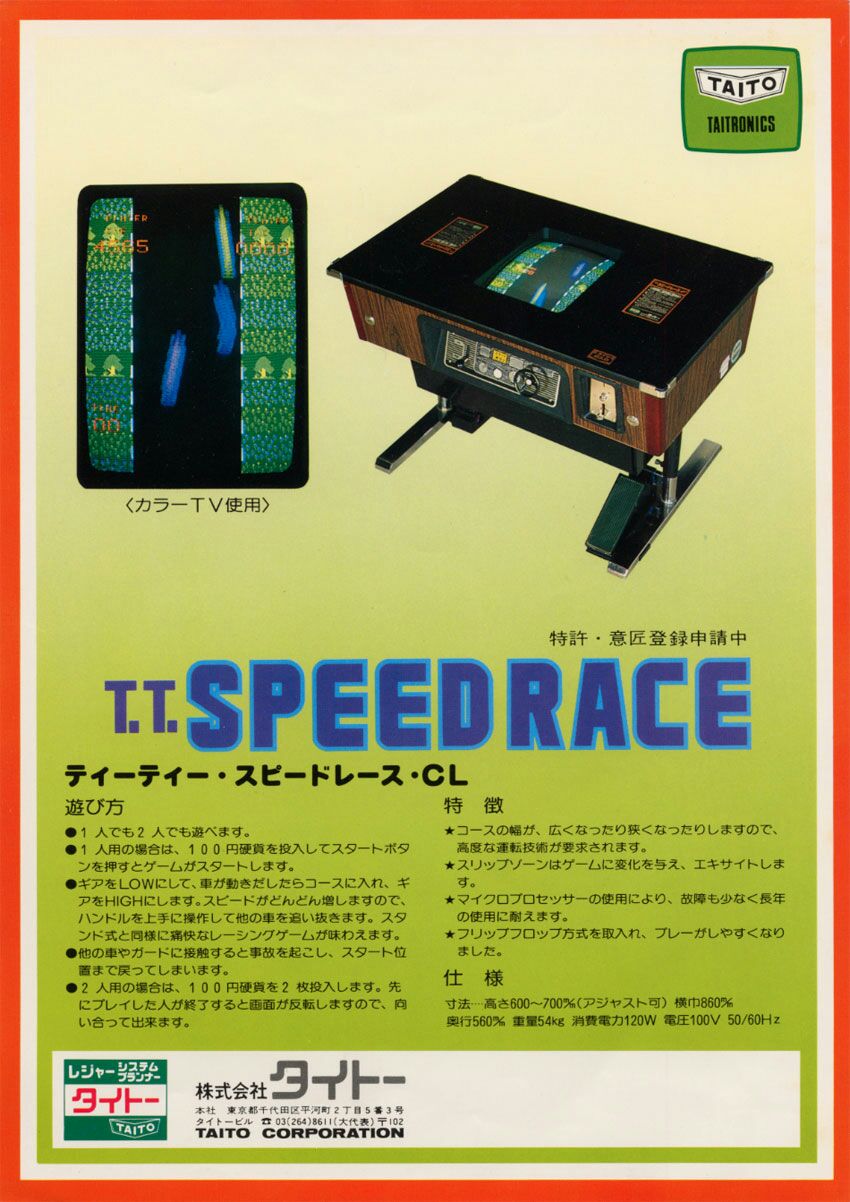 TAITO
TAITRONICS
4565
0000
00
〈カラーTV使用〉
特許・意匠登録申請中
T.T.SPEED RACE
ティーティー・スピードレース・CL
遊び方
●1人でも2人でも遊べます。
●1人用の場合は、100円硬貨を投入してスタートボタ
ンを押すとゲームがスタートします。
●ギアをLOWにして、車が動きだしたらコースに入れ、ギ
アをHIGHにします。スピードがどんどん増しますので、
ハンドルを上手に操作して他の車を追い抜きます。スタ
ンド式と同様に痛快なレーシングゲームが味わえます。
●他の車やガードに接触すると事故を起こし、スタート位
置まで戻ってしまいます。
●2人用の場合は、100円硬貨を2枚投入します。先
にプレイした人が終了すると画面が反転しますので、向
い合って出来ます。
特徴
★コースの幅が、広くなったり狭くなったりしますので、
高度な運転技術が要求されます。
★スリップゾーンはゲームに変化を与え、エキサイトしま
す。
★マイクロプロセッサーの使用により、故障も少なく長年
の使用に耐えます。
★フリップフロップ方式を取入れ、プレーがしやすくなり
ました。
仕様
寸法…高さ600〜700㎜(アジャスト可) 横巾860㎜
奥行560㎜ 重量54kg 消費電力120W 電圧100V 50/60Hz
レジャーシステムプランナー
タイトー
TAITO
株式会社タイトー
本社 東京都千代田区平河町2丁目5番3号
タイトービル ☎03(264)8611(大代表)〒102
TAITO CORPORATION